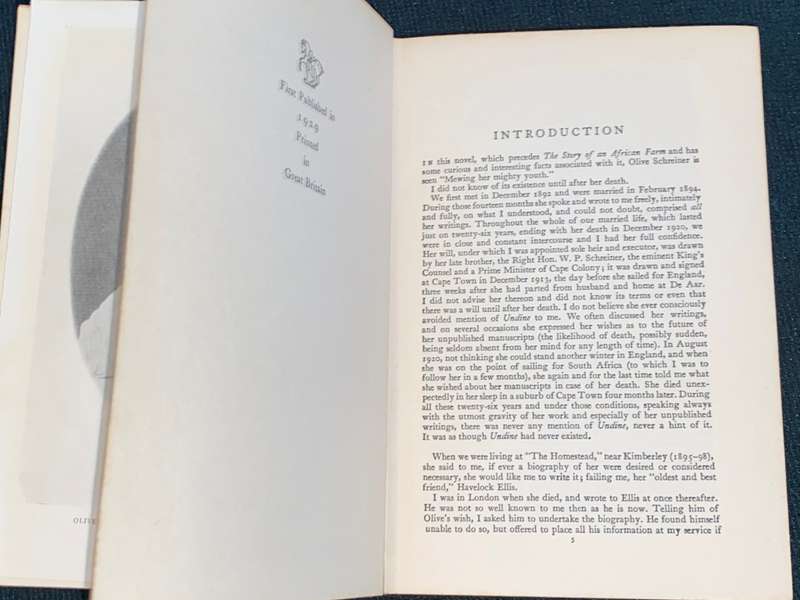 OLIVE
First Published in
1929
Printed
in
Great Britain
INTRODUCTION
IN this novel, which precedes The Story of an African Farm and has
some curious and interesting facts associated with it, Olive Schreiner is
seen "Mewing her mighty youth."
I did not know of its existence until after her death.
We first met in December 1892 and were married in February 1894.
During those fourteen months she spoke and wrote to me freely, intimately
and fully, on what I understood, and could not doubt, comprised all
her writings. Throughout the whole of our married life, which lasted
just on twenty-six years, ending with her death in December 1920, we
were in close and constant intercourse and I had her full confidence.
Her will, under which I was appointed sole heir and executor, was drawn
by her late brother, the Right Hon. W. P. Schreiner, the eminent King's
Counsel and a Prime Minister of Cape Colony; it was drawn and signed
at Cape Town in December 1913, the day before she sailed for England,
three weeks after she had parted from husband and home at De Aar.
I did not advise her thereon and did not know its terms or even that
there was a will until after her death. I do not believe she ever consciously
avoided mention of Undine to me. We often discussed her writings,
and on several occasions she expressed her wishes as to the future of
her unpublished manuscripts (the likelihood of death, possibly sudden,
being seldom absent from her mind for any length of time). In August
1920, not thinking she could stand another winter in England, and when
she was on the point of sailing for South Africa (to which I was to
follow her in a few months), she again and for the last time told me what
she wished about her manuscripts in case of her death. She died unex-
pectedly in her sleep in a suburb of Cape Town four months later. During
all these twenty-six years and under those conditions, speaking always
with the utmost gravity of her work and especially of her unpublished
writings, there was never any mention of Undine, never a hint of it.
It was as though Undine had never existed.
When we were living at "The Homestead," near Kimberley (1895-98),
she said to me, if ever a biography of her were desired or considered
necessary, she would like me to write it; failing me, her "oldest and best
friend," Havelock Ellis.
I was in London when she died, and wrote to Ellis at once thereafter.
He was not so well known to me then as he is now. Telling him of
Olive's wish, I asked him to undertake the biography. He found himself
unable to do so, but offered to place all his information at my service if
5